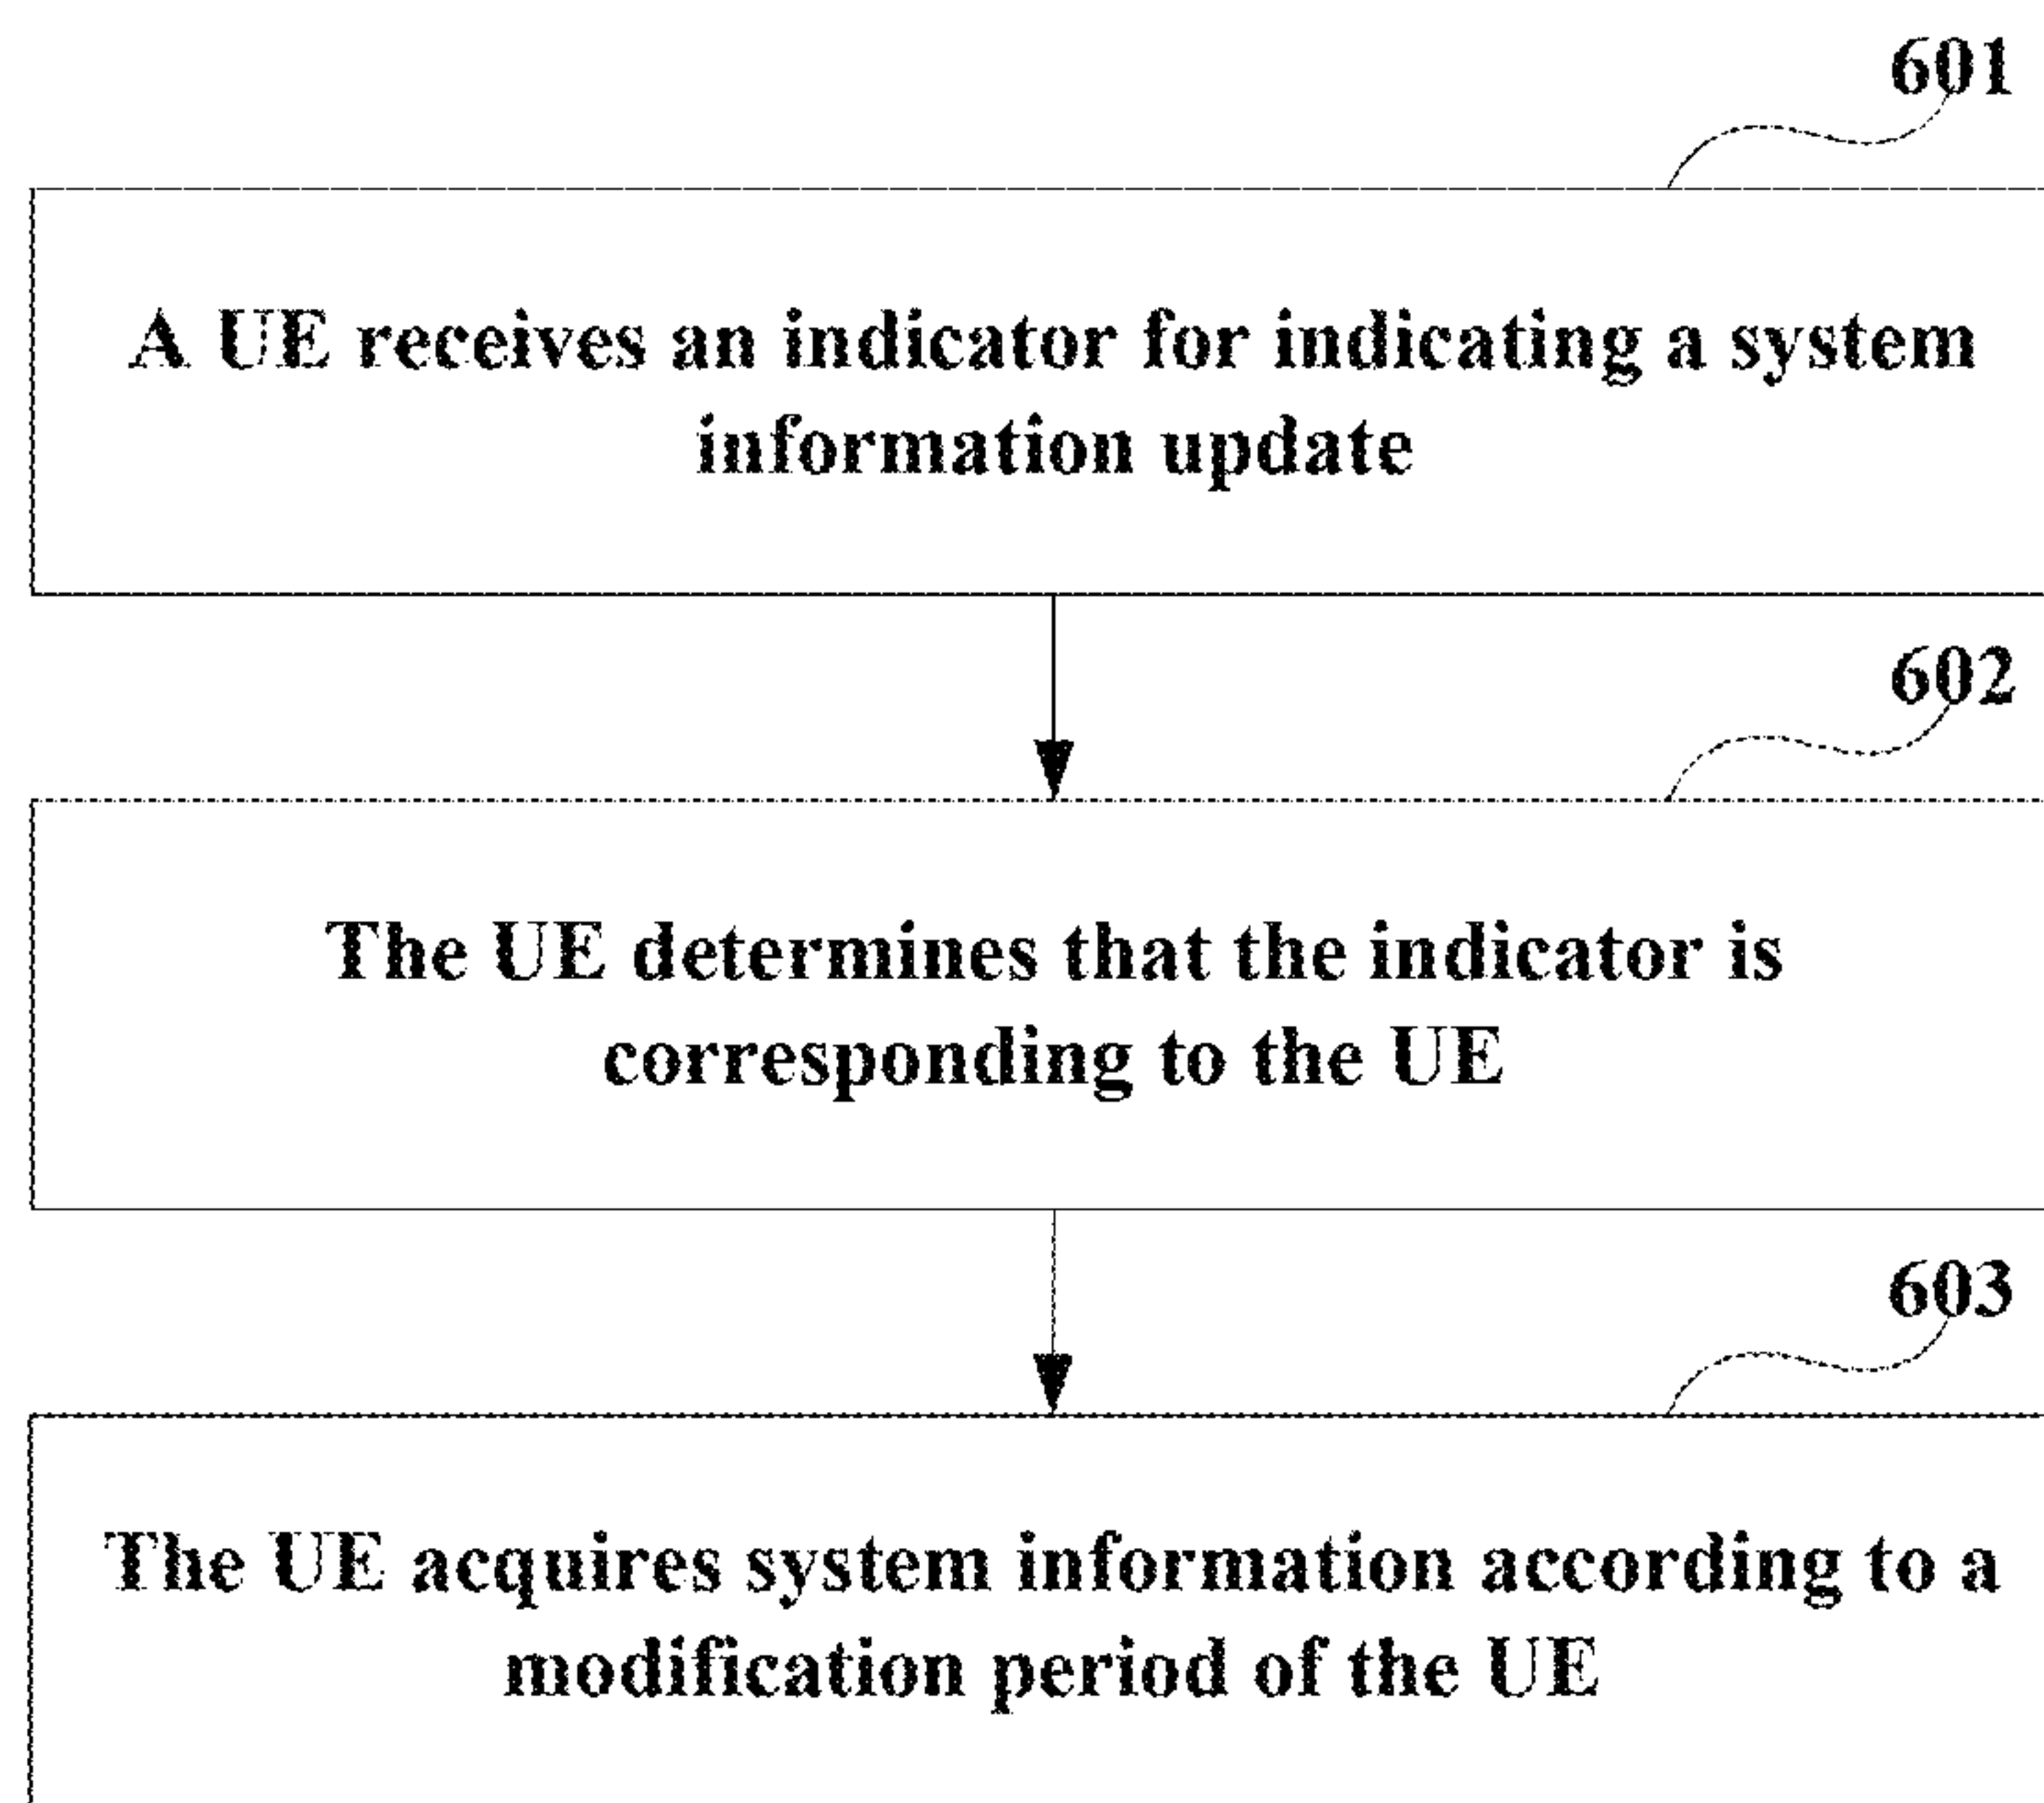 601
A UE receives an indicator for indicating a system
information update
602
The UE determines that the indicator is
corresponding to the UE
603
The UE acquires system information according to a
modification period of the UE